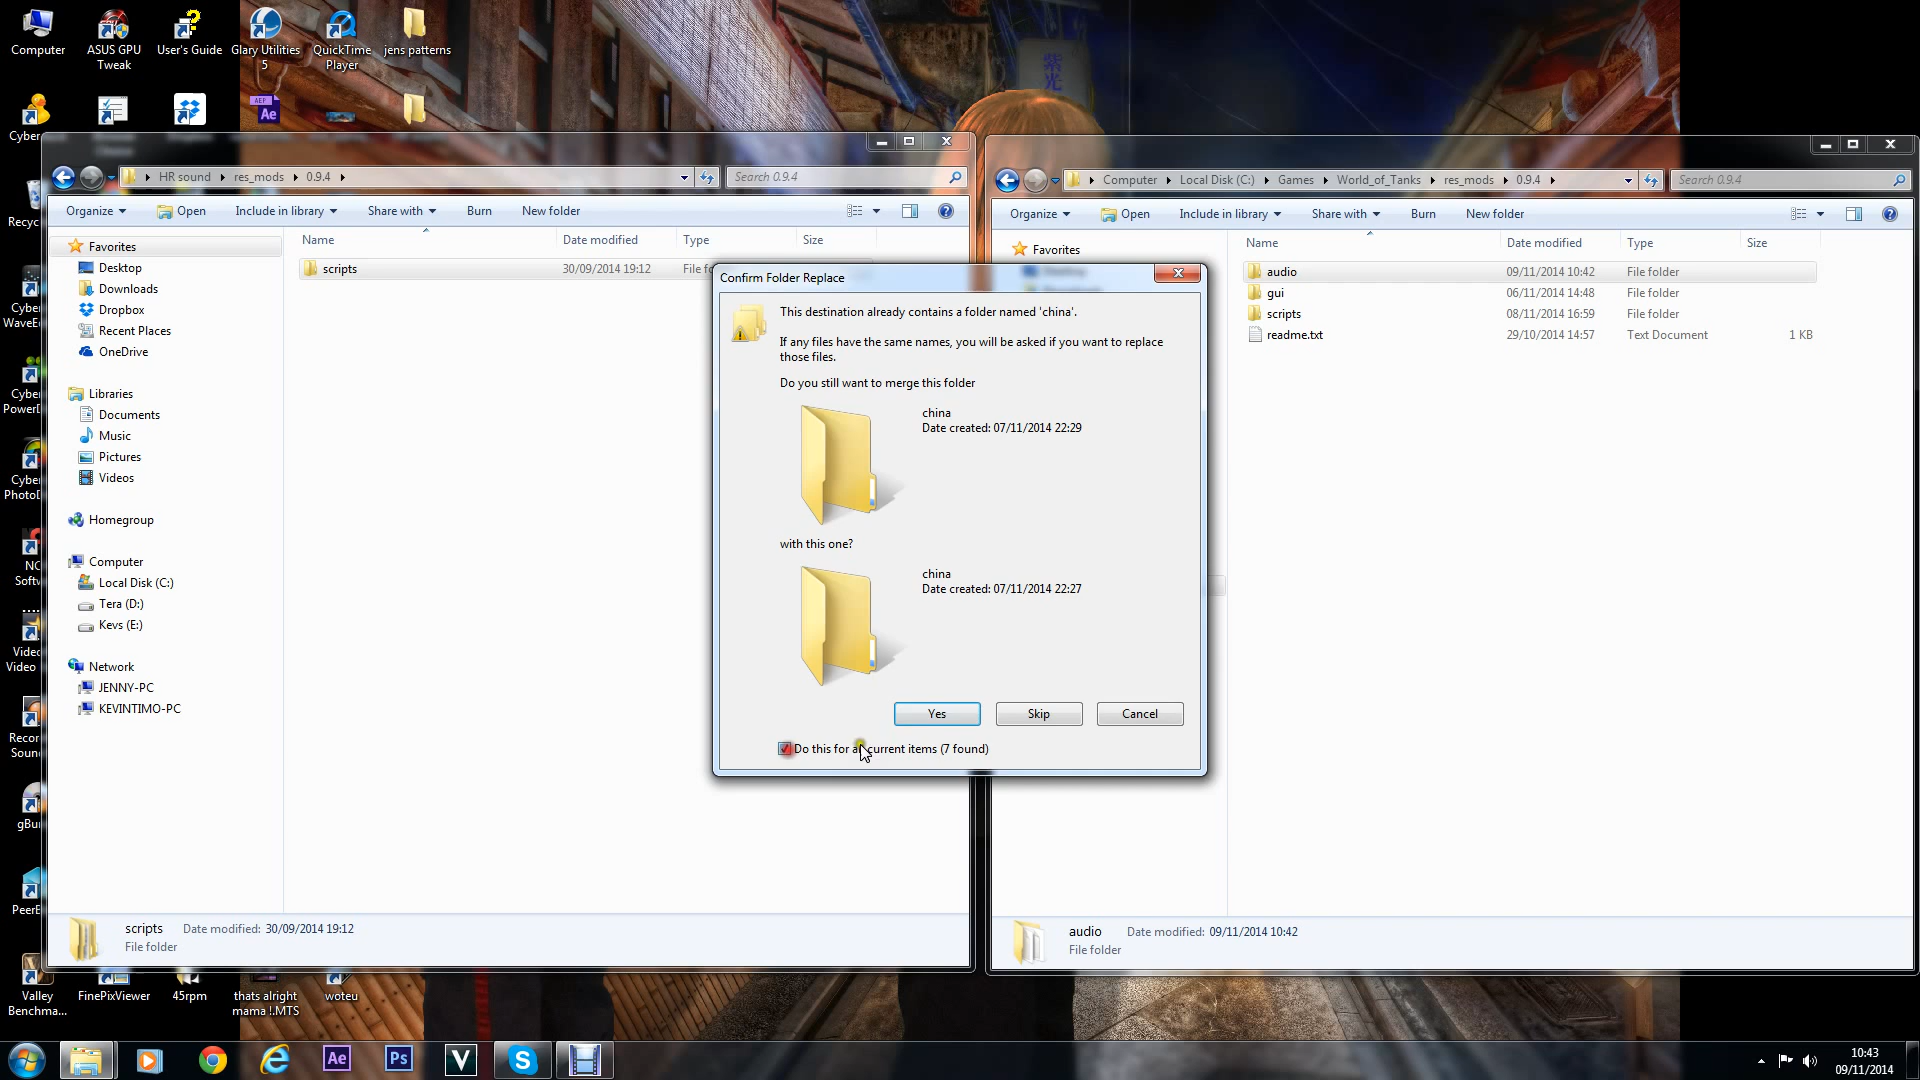 Computer
ASUS GPU
Tweak
User's Guide
Glary Utilities
5
QuickTime
Player
jens patterns
紫光
HR sound
res_mods
0.9.4
Search 0.9.4
Organize
Open
Include in library
Share with
Burn
New folder
Favorites
Desktop
Downloads
Dropbox
Recent Places
OneDrive
Libraries
Documents
Music
Pictures
Videos
Homegroup
Computer
Local Disk (C:)
Tera (D:)
Kevs (E:)
Network
JENNY-PC
KEVINTIMO-PC
Name
Date modified
Type
Size
scripts
30/09/2014 19:12
scripts
Date modified: 30/09/2014 19:12
File folder
Computer
Local Disk (C:)
Games
World_of_Tanks
res_mods
0.9.4
Search 0.9.4
Organize
Open
Include in library
Share with
Burn
New folder
Favorites
Name
Date modified
Type
Size
audio
09/11/2014 10:42
File folder
gui
06/11/2014 14:48
File folder
scripts
08/11/2014 16:59
File folder
readme.txt
29/10/2014 14:57
Text Document
1 KB
audio
Date modified: 09/11/2014 10:42
File folder
Confirm Folder Replace
This destination already contains a folder named 'china'.
If any files have the same names, you will be asked if you want to replace
those files.
Do you still want to merge this folder
china
Date created: 07/11/2014 22:29
with this one?
china
Date created: 07/11/2014 22:27
Yes
Skip
Cancel
Do this for all current items (7 found)
Valley
Benchma...
FinePixViewer
45rpm
thats alright
mama !.MTS
woteu
Ae
Ps
10:43
09/11/2014